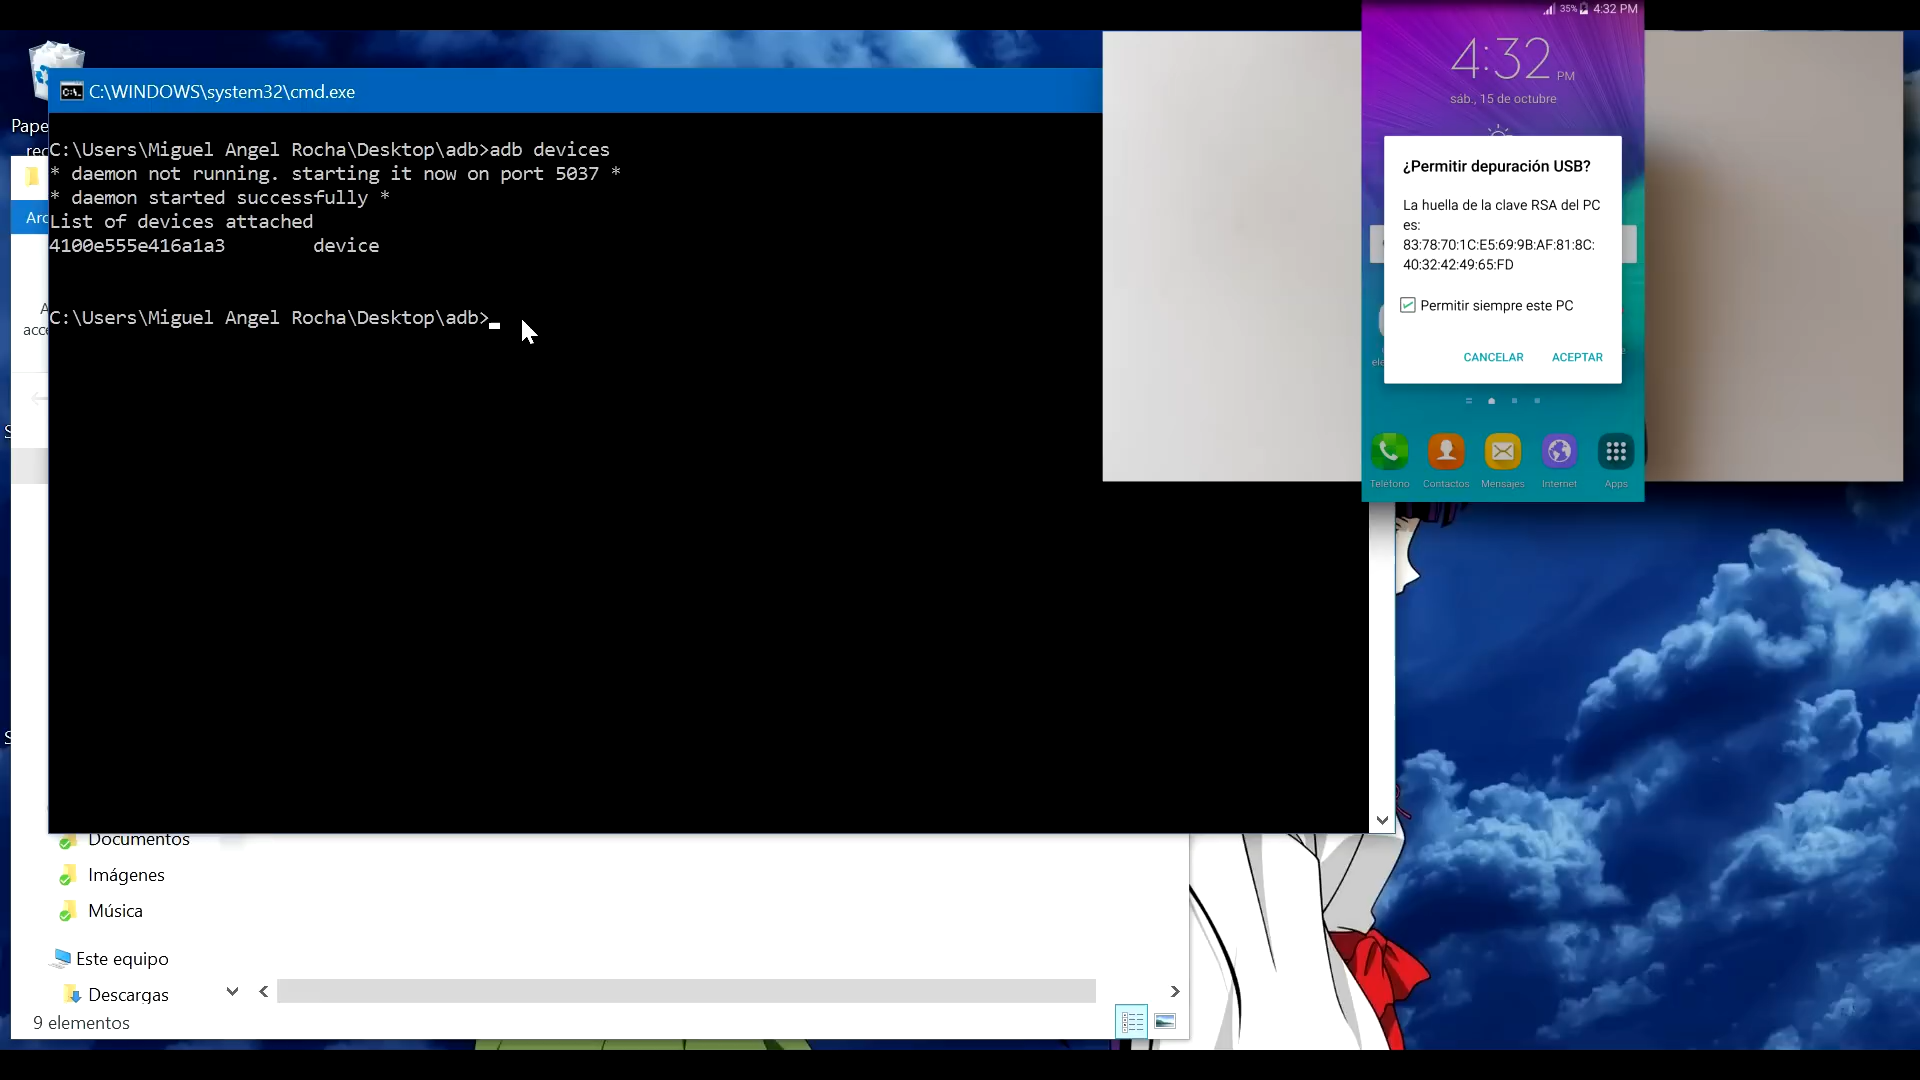 35% 4:32 PM
4:32 PM
sáb., 15 de octubre
C:\WINDOWS\system32\cmd.exe
C:\Users\Miguel Angel Rocha\Desktop\adb>adb devices
* daemon not running. starting it now on port 5037 *
* daemon started successfully *
List of devices attached
4100e555e416a1a3 device
C:\Users\Miguel Angel Rocha\Desktop\adb>
¿Permitir depuración USB?
La huella de la clave RSA del PC
es:
83:78:70:1C:E5:69:9B:AF:81:8C:
40:32:42:49:65:FD
Permitir siempre este PC
CANCELAR ACEPTAR
Teléfono Contactos Mensajes Internet Apps
Pape
rec
Arc
A
acce
Documentos
Imágenes
Música
Este equipo
Descargas
9 elementos